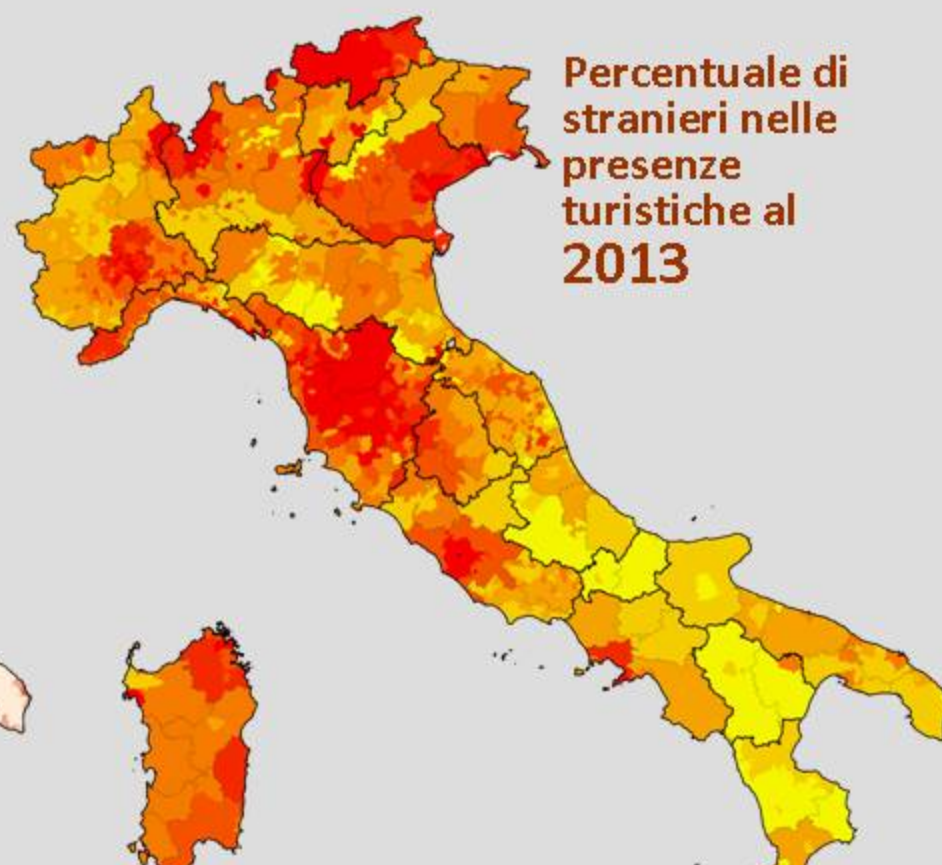 Percentuale di
stranieri nelle
presenze
turistiche al
2013